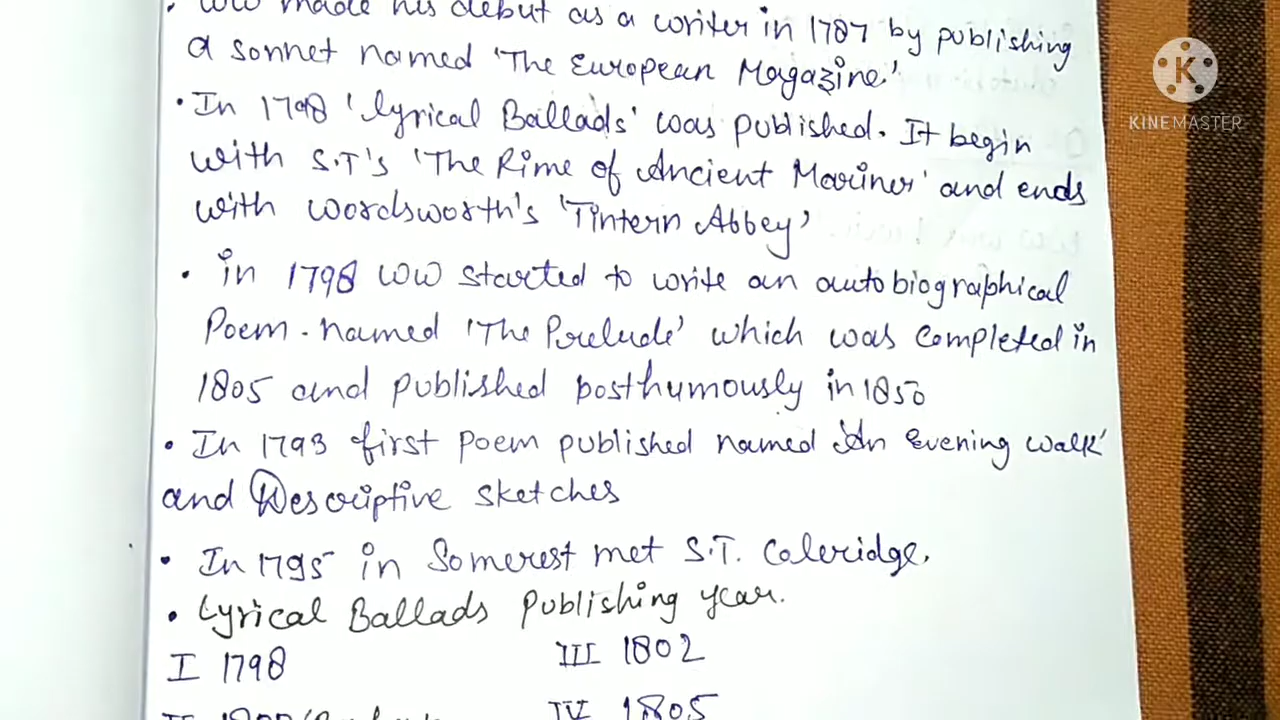 WW made his debut as a writer in 1787 by publishing
a sonnet named 'The European Magazine'
• In 1798 'Lyrical Ballads' was published. It begin
with S.T's 'The Rime of Ancient Mariner' and ends
with Wordsworth's 'Tintern Abbey'
• in 1798 WW started to write an autobiographical
Poem - named 'The Prelude' which was completed in
1805 and published posthumously in 1850
• In 1793 first poem published named 'An Evening walk'
and Descriptive sketches
• In 1795 in Somerest met S.T. Coleridge.
• Lyrical Ballads publishing year.
I 1798 III 1802
IV 1805
KINEMASTER